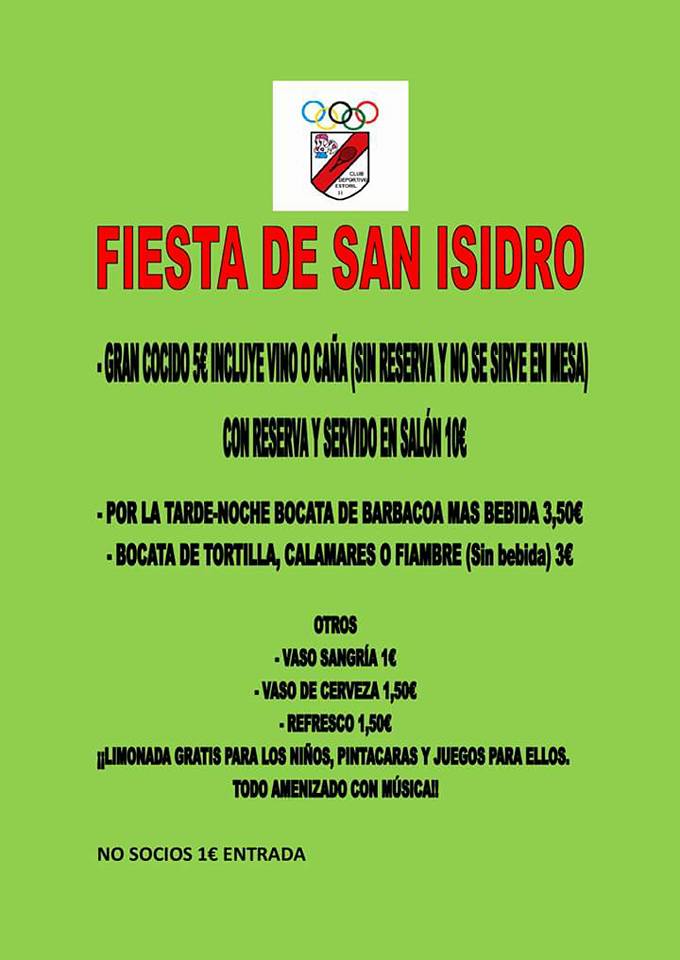 CLUB
DEPORTIVO
ESTORIL
II
FIESTA DE SAN ISIDRO
- GRAN COCIDO 5€ INCLUYE VINO O CAÑA (SIN RESERVA Y NO SE SIRVE EN MESA)
CON RESERVA Y SERVIDO EN SALÓN 10€
- POR LA TARDE-NOCHE BOCATA DE BARBACOA MAS BEBIDA 3,50€
- BOCATA DE TORTILLA, CALAMARES O FIAMBRE (Sin bebida) 3€
OTROS
- VASO SANGRÍA 1€
- VASO DE CERVEZA 1,50€
- REFRESCO 1,50€
¡¡LIMONADA GRATIS PARA LOS NIÑOS, PINTACARAS Y JUEGOS PARA ELLOS.
TODO AMENIZADO CON MÚSICA!!
NO SOCIOS 1€ ENTRADA